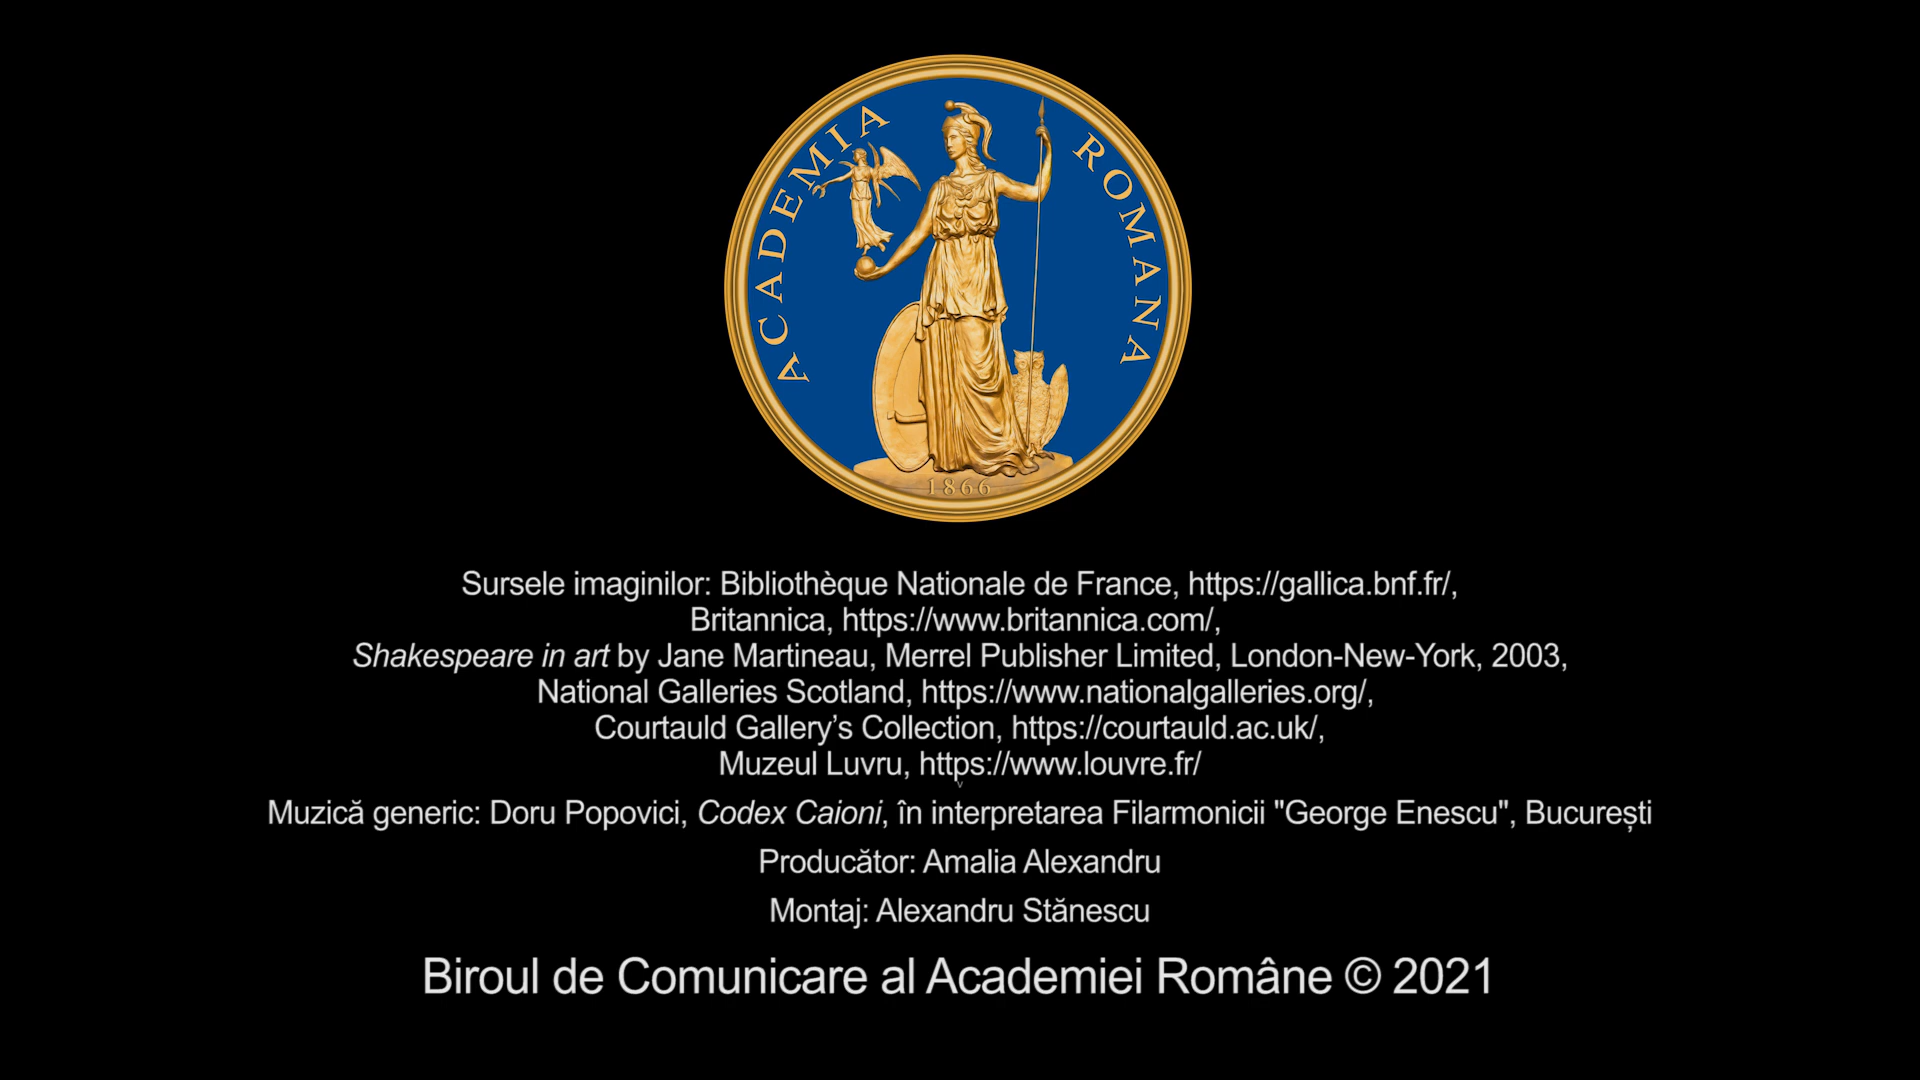 ACADEMIA ROMANA
1866
Sursele imaginilor: Bibliothèque Nationale de France, https://gallica.bnf.fr/,
Britannica, https://www.britannica.com/,
Shakespeare in art by Jane Martineau, Merrel Publisher Limited, London-New-York, 2003,
National Galleries Scotland, https://www.nationalgalleries.org/,
Courtauld Gallery’s Collection, https://courtauld.ac.uk/,
Muzeul Luvru, https://www.louvre.fr/
Muzică generic: Doru Popovici, Codex Caioni, în interpretarea Filarmonicii "George Enescu", București
Producător: Amalia Alexandru
Montaj: Alexandru Stănescu
Biroul de Comunicare al Academiei Române © 2021